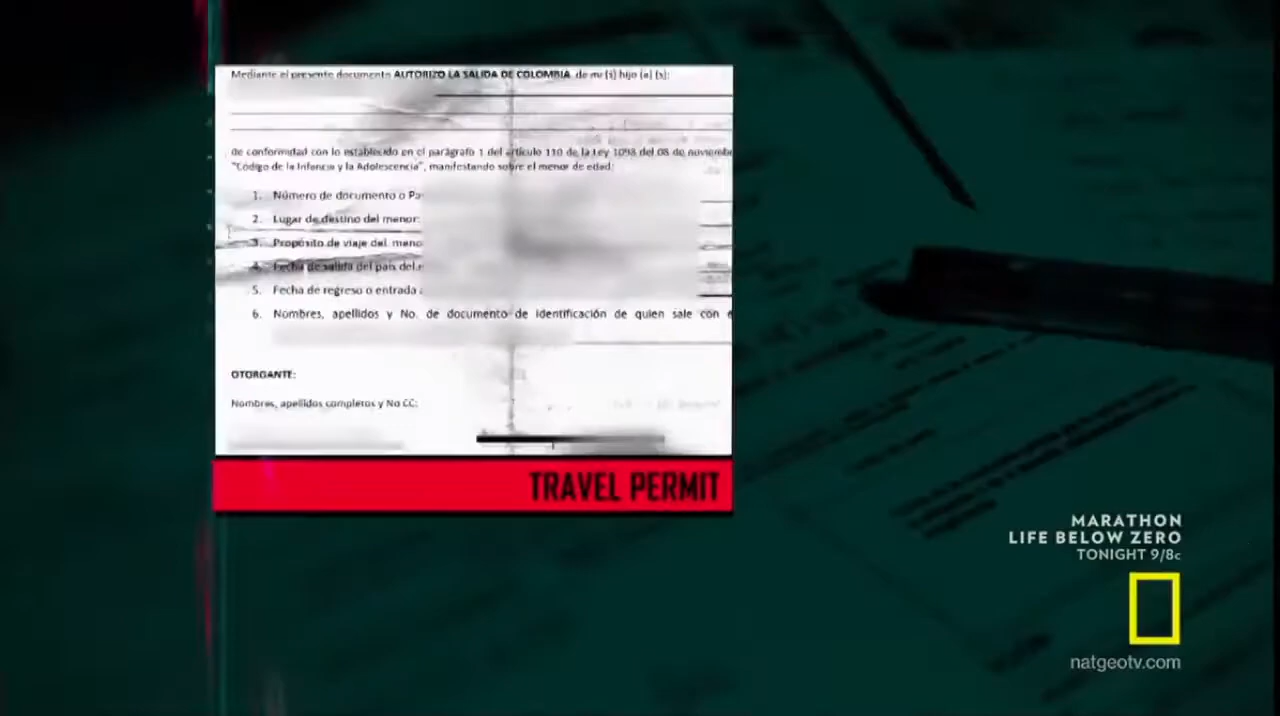 Mediante el presente documento AUTORIZO LA SALIDA DE COLOMBIA de mi (s) hijo (a) (s):
de conformidad con lo establecido en el parágrafo 1 del artículo 110 de la Ley 1098 del 08 de noviembre
"Código de la Infancia y la Adolescencia", manifestando sobre el menor de edad:
1. Número de documento o Pa
2. Lugar de destino del menor:
3. Propósito de viaje del meno
4. Fecha de salida del país del
5. Fecha de regreso o entrada
6. Nombres, apellidos y No. de documento de identificación de quien sale con e
OTORGANTE:
Nombres, apellidos completos y No CC:
TRAVEL PERMIT
MARATHON
LIFE BELOW ZERO
TONIGHT 9/8c
natgeotv.com